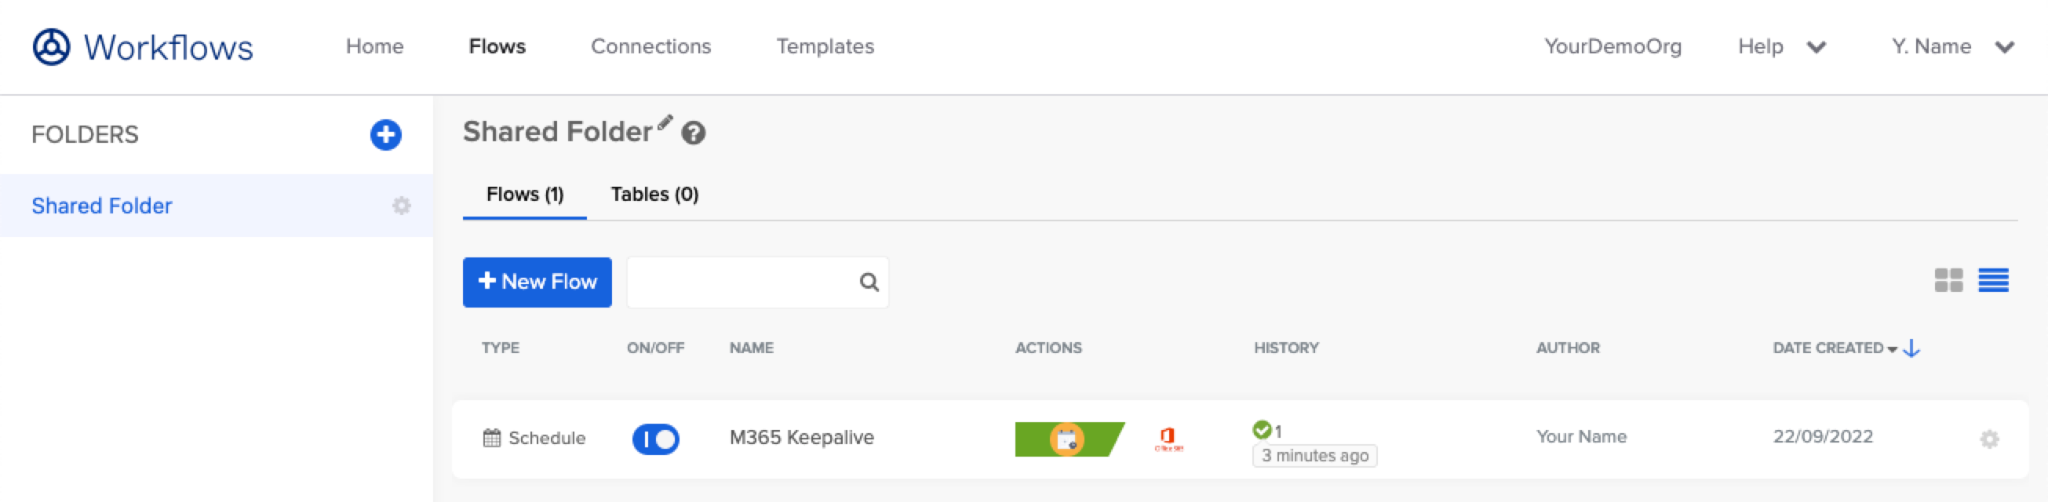 Workflows Home Flows Connections Templates YourDemoOrg Help Y. Name
FOLDERS
Shared Folder
Shared Folder
Flows (1) Tables (0)
New Flow
TYPE ON/OFF NAME ACTIONS HISTORY AUTHOR DATE CREATED
Schedule M365 Keepalive 1 Your Name 22/09/2022
3 minutes ago